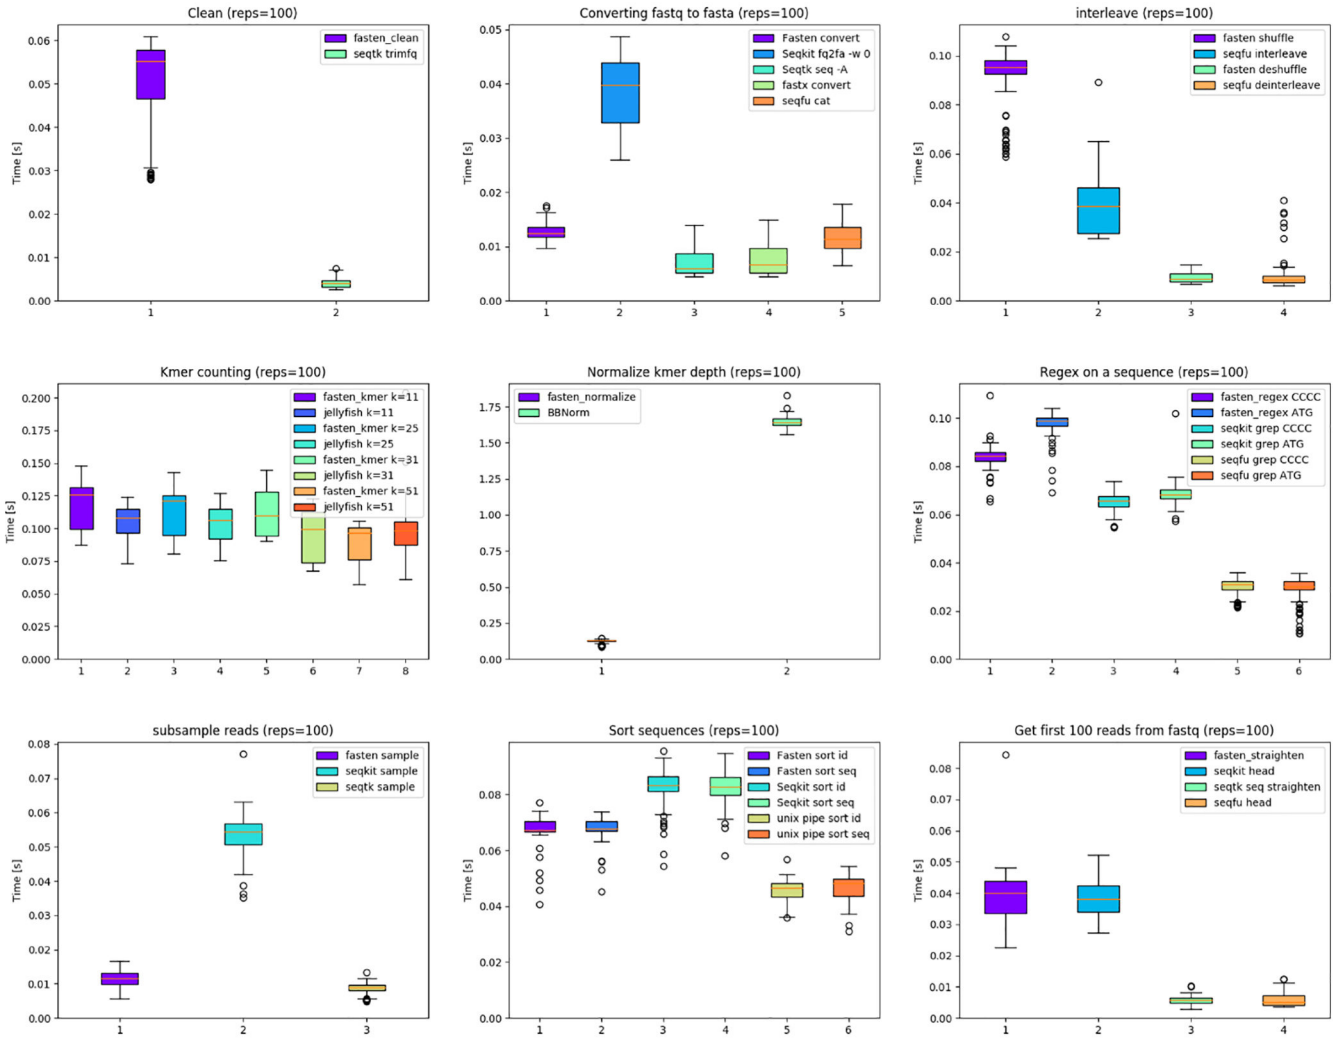 Clean (reps=100)
fasten_clean
seqtk trimfq
Time [s]
0.06
0.05
0.04
0.03
0.02
0.01
0.00
1 2
Converting fastq to fasta (reps=100)
Fasten convert
Seqkit fq2fa -w 0
Seqtk seq -A
fastx convert
seqfu cat
Time [s]
0.05
0.04
0.03
0.02
0.01
0.00
1 2 3 4 5
interleave (reps=100)
fasten shuffle
seqfu interleave
fasten deshuffle
seqfu deinterleave
Time [s]
0.10
0.08
0.06
0.04
0.02
0.00
1 2 3 4
Kmer counting (reps=100)
fasten_kmer k=11
jellyfish k=11
fasten_kmer k=25
jellyfish k=25
fasten_kmer k=31
jellyfish k=31
fasten_kmer k=51
jellyfish k=51
Time [s]
0.200
0.175
0.150
0.125
0.100
0.075
0.050
0.025
0.000
1 2 3 4 5 6 7 8
Normalize kmer depth (reps=100)
fasten_normalize
BBNorm
Time [s]
1.75
1.50
1.25
1.00
0.75
0.50
0.25
0.00
1 2
Regex on a sequence (reps=100)
fasten_regex CCCC
fasten_regex ATG
seqkit grep CCCC
seqkit grep ATG
seqfu grep CCCC
seqfu grep ATG
Time [s]
0.10
0.08
0.06
0.04
0.02
0.00
1 2 3 4 5 6
subsample reads (reps=100)
fasten sample
seqkit sample
seqtk sample
Time [s]
0.08
0.07
0.06
0.05
0.04
0.03
0.02
0.01
0.00
1 2 3
Sort sequences (reps=100)
Fasten sort id
Fasten sort seq
Seqkit sort id
Seqkit sort seq
unix pipe sort id
unix pipe sort seq
Time [s]
0.08
0.06
0.04
0.02
0.00
1 2 3 4 5 6
Get first 100 reads from fastq (reps=100)
fasten_straighten
seqkit head
seqtk seq straighten
seqfu head
Time [s]
0.08
0.07
0.06
0.05
0.04
0.03
0.02
0.01
0.00
1 2 3 4